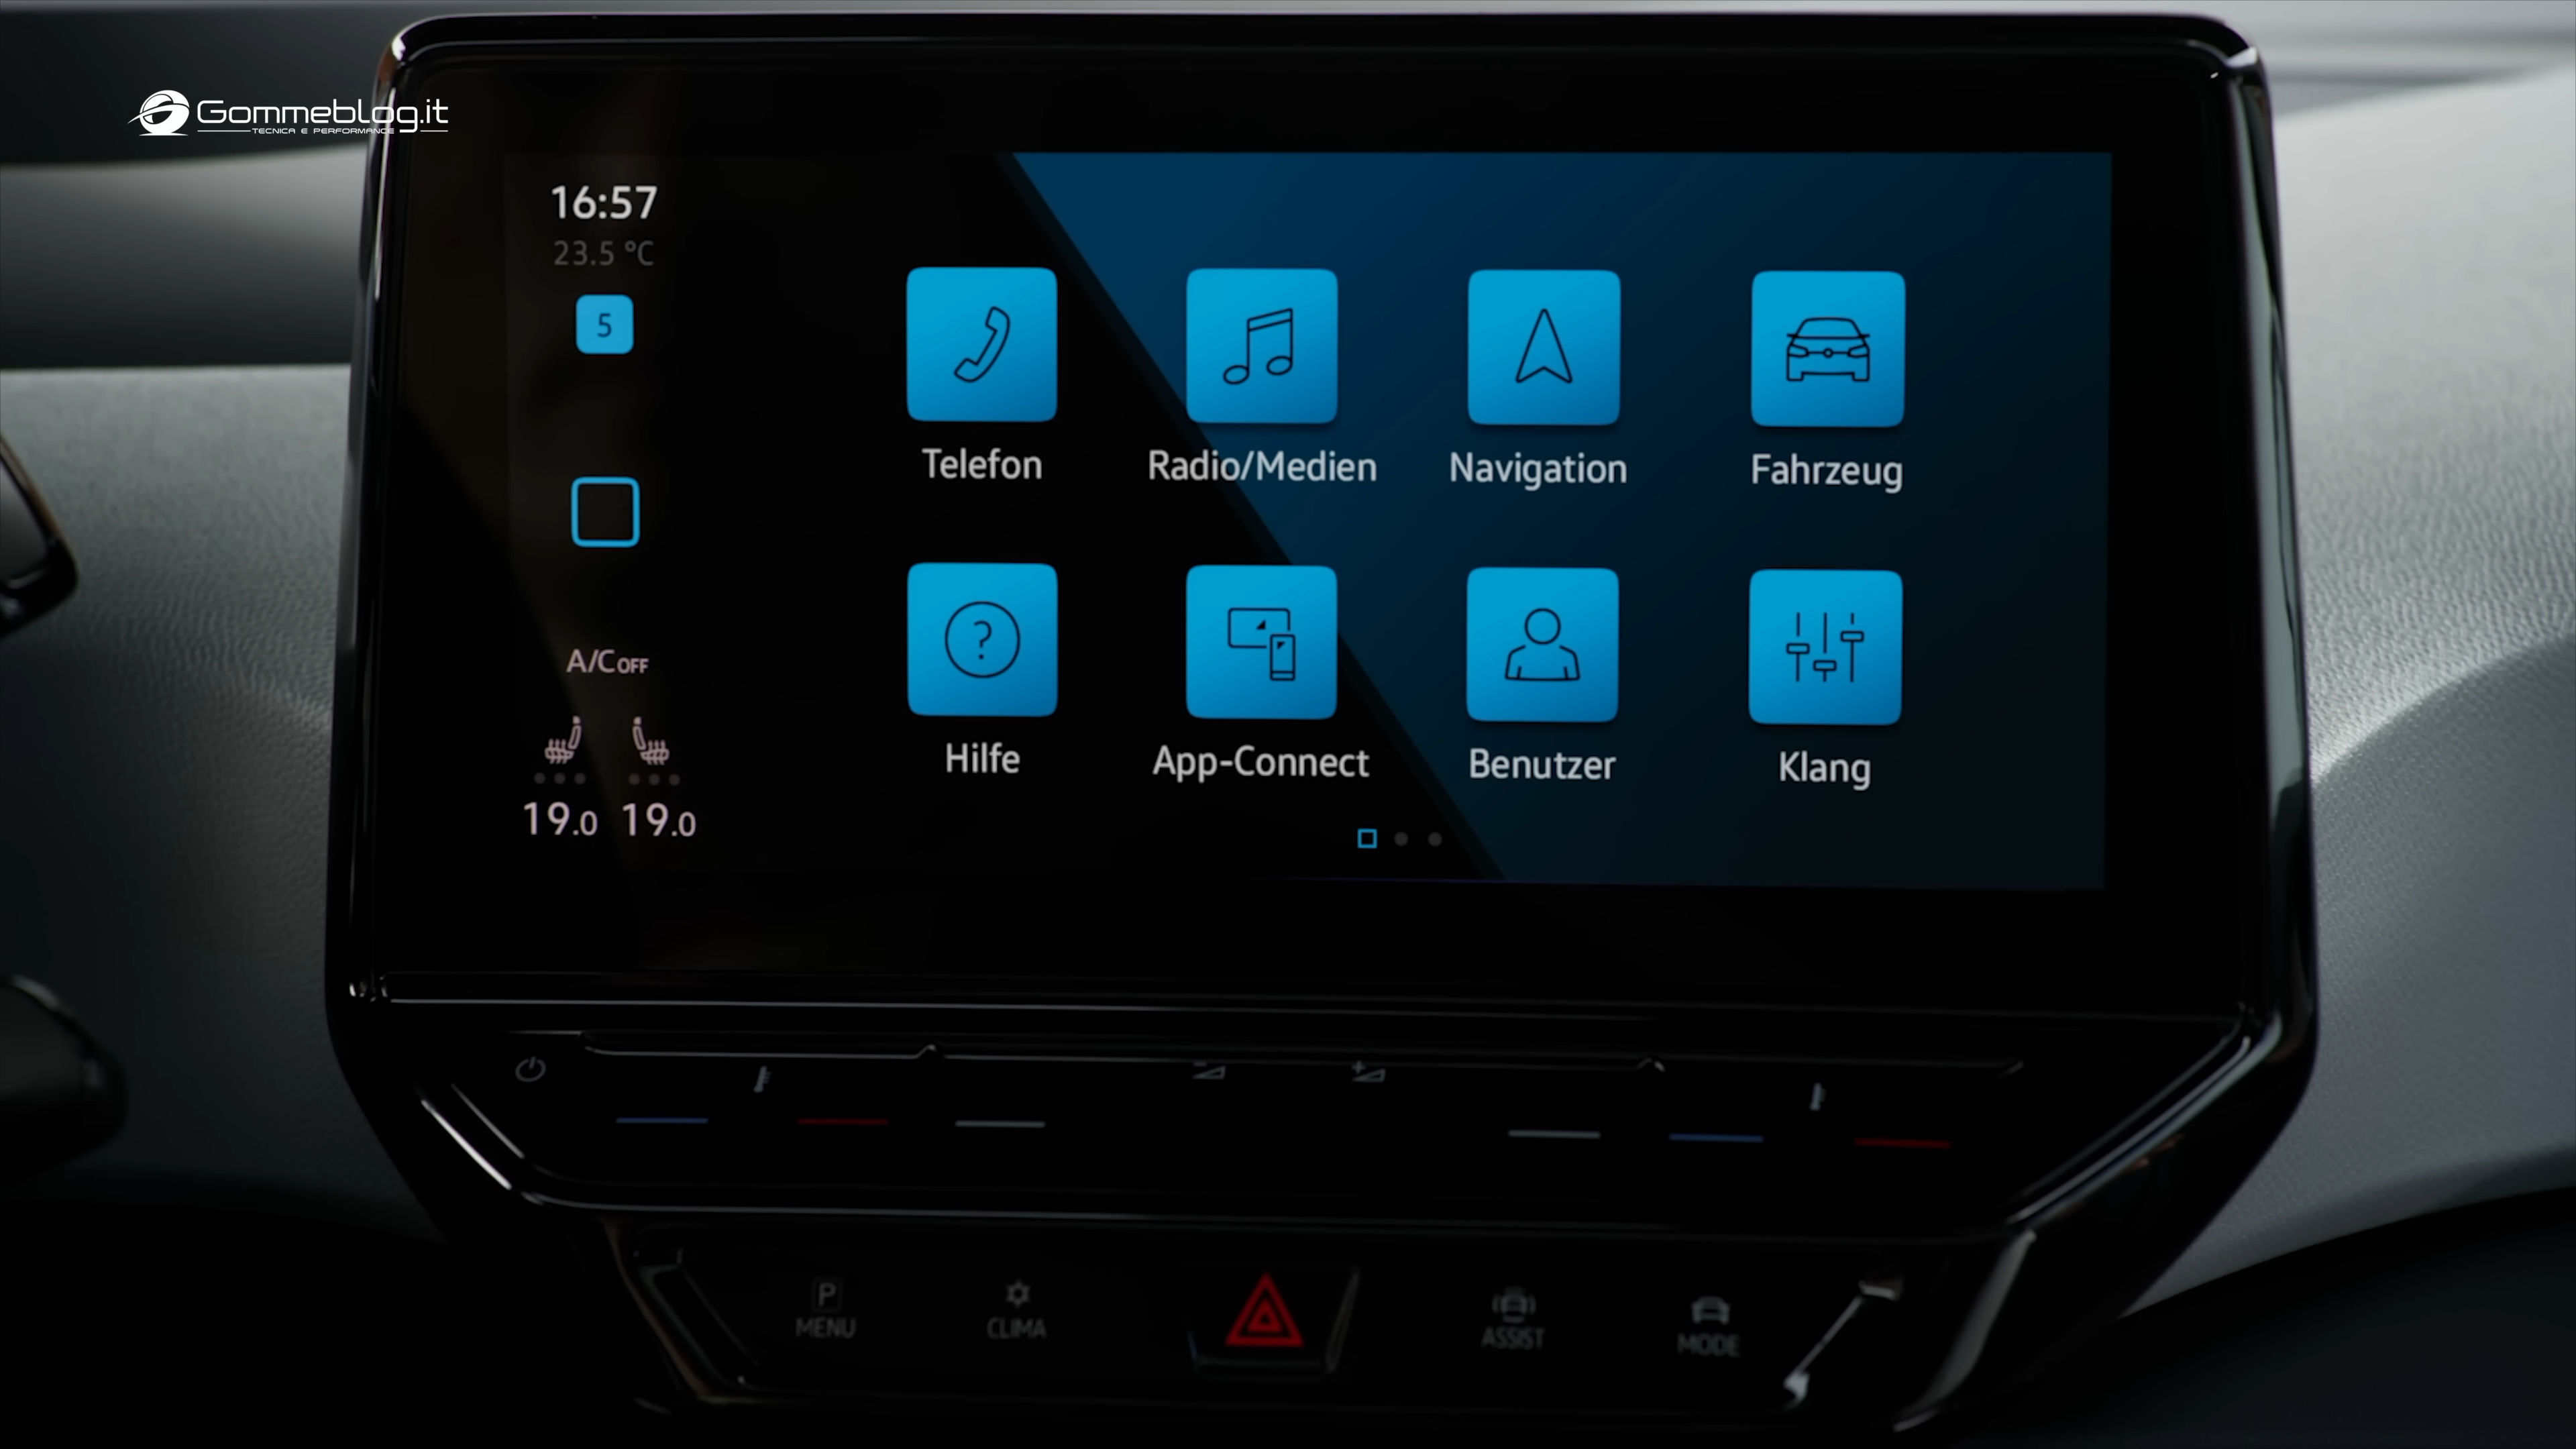 Gommeblog.it
TECNICA E PERFORMANCE
16:57
23.5 °C
5
Telefon
Radio/Medien
Navigation
Fahrzeug
A/C OFF
19.0 19.0
?
Hilfe
App-Connect
Benutzer
Klang
P
MENU
CLIMA
ASSIST
MODE